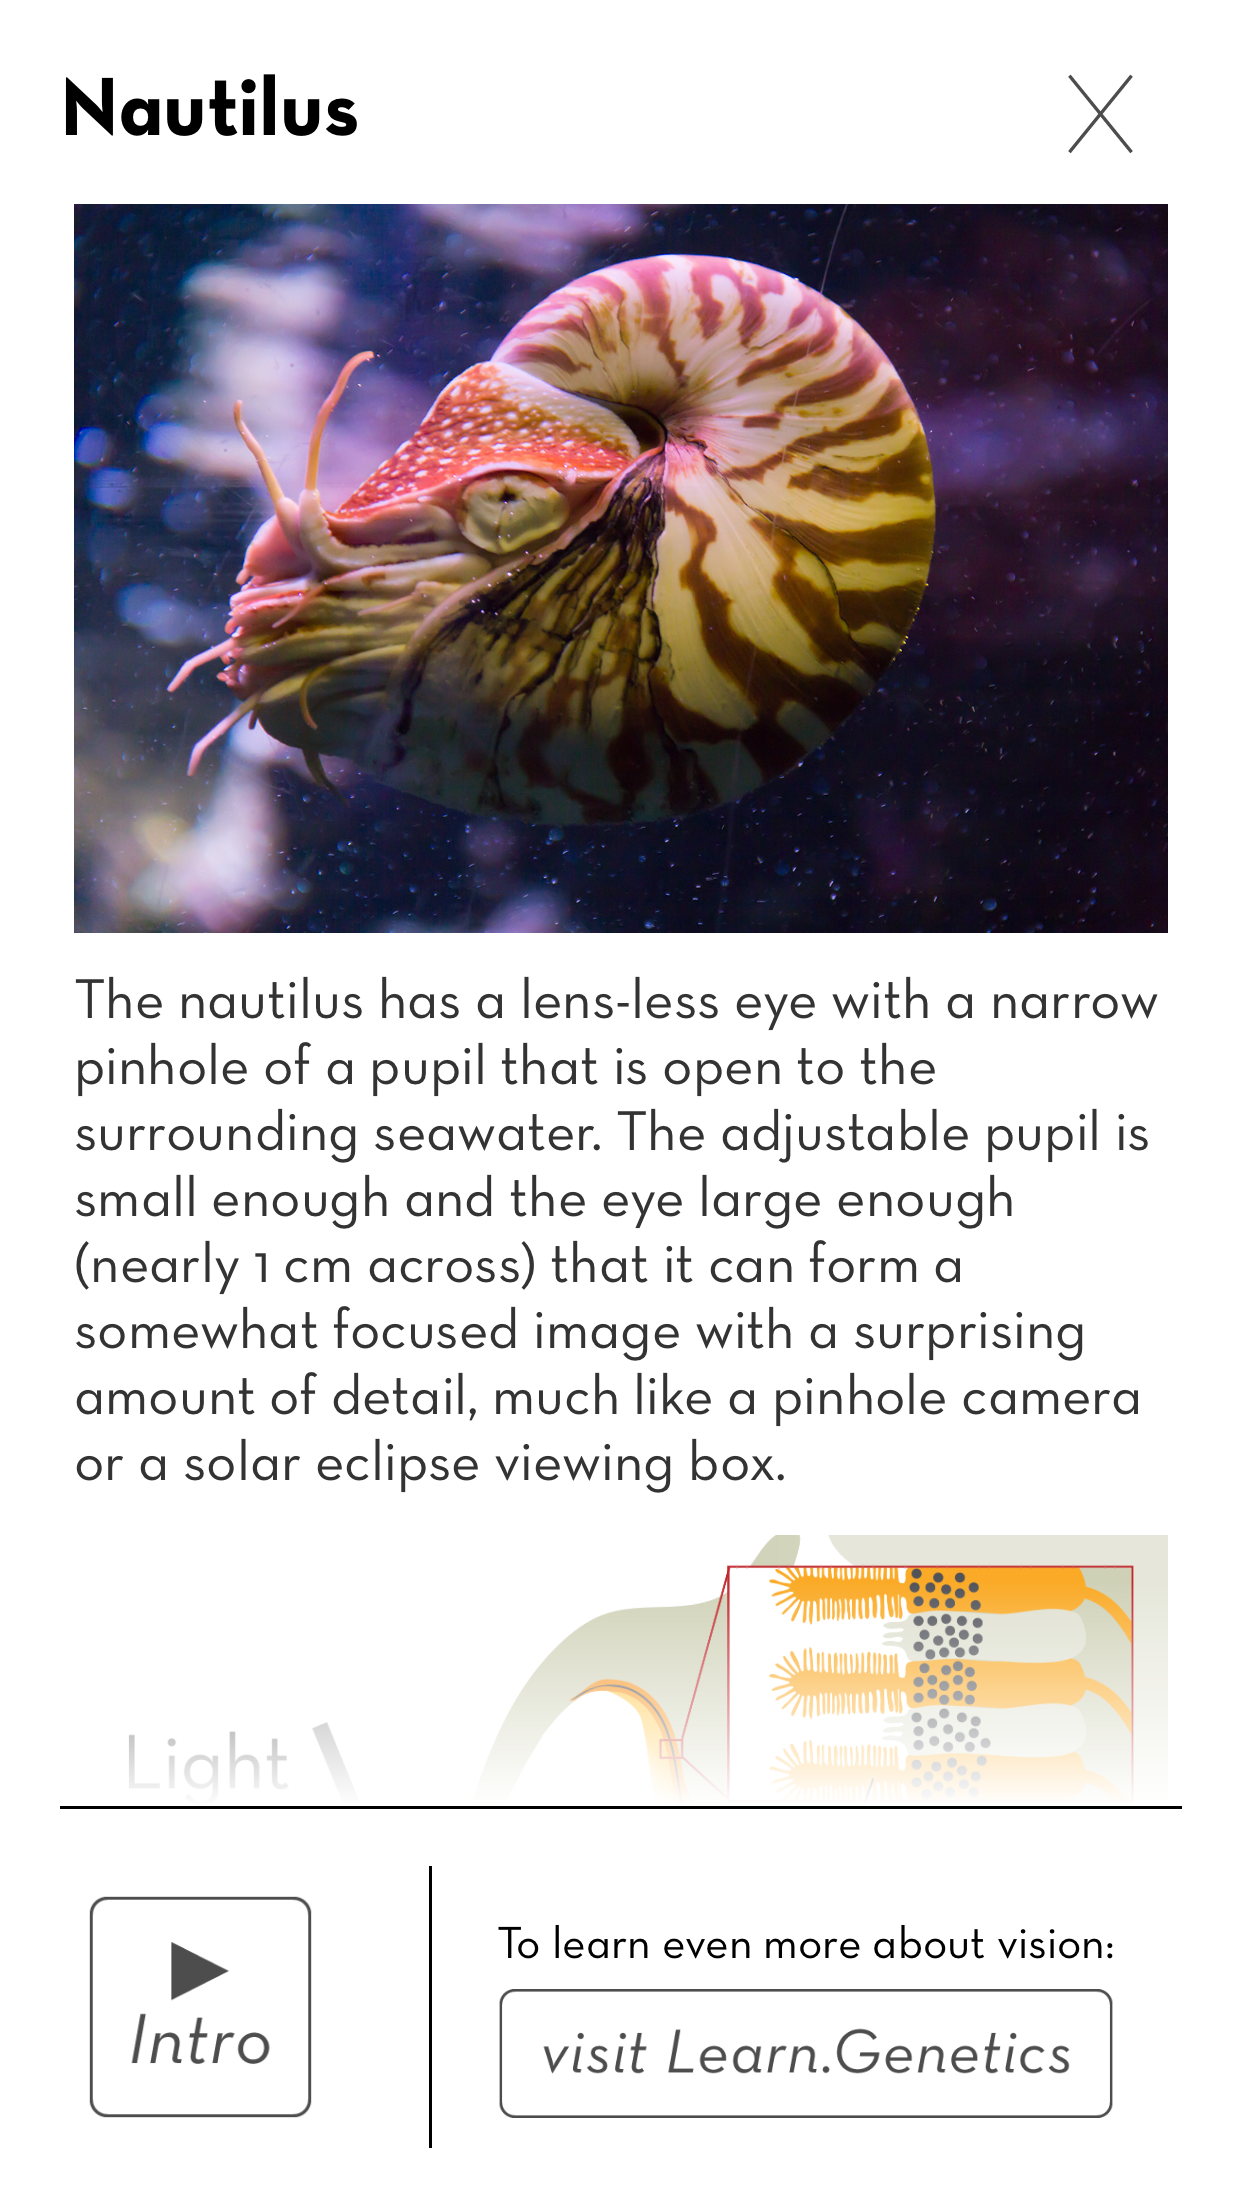 Nautilus
The nautilus has a lens-less eye with a narrow
pinhole of a pupil that is open to the
surrounding seawater. The adjustable pupil is
small enough and the eye large enough
(nearly 1 cm across) that it can form a
somewhat focused image with a surprising
amount of detail, much like a pinhole camera
or a solar eclipse viewing box.
Light
Intro
To learn even more about vision:
visit Learn.Genetics